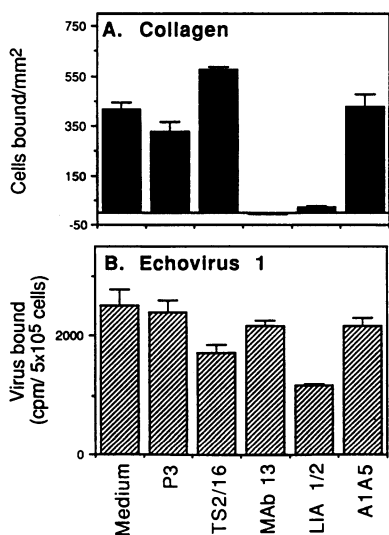 750
A. Collagen
550
350
150
-50
Cells bound/mm²
B. Echovirus 1
2000
0
Virus bound
(cpm/ 5x10⁵ cells)
Medium
P3
TS2/16
MAb 13
LIA 1/2
A1A5